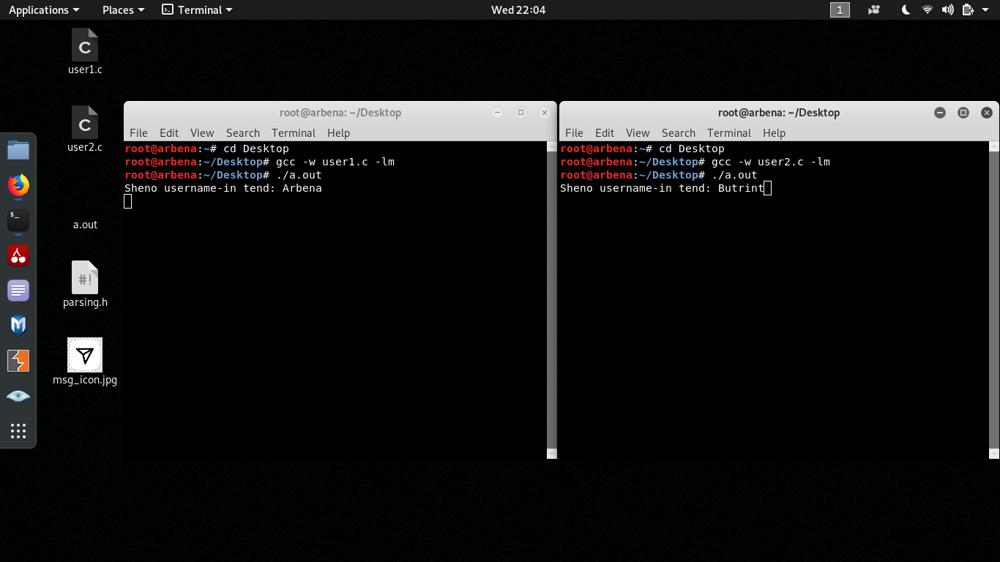 Applications Places Terminal Wed 22:04 1
C
user1.c
C
user2.c
a.out
#!
parsing.h
msg_icon.jpg
$_
root@arbena: ~/Desktop
File Edit View Search Terminal Help
root@arbena:~# cd Desktop
root@arbena:~/Desktop# gcc -w user1.c -lm
root@arbena:~/Desktop# ./a.out
Sheno username-in tend: Arbena
root@arbena: ~/Desktop
File Edit View Search Terminal Help
root@arbena:~# cd Desktop
root@arbena:~/Desktop# gcc -w user2.c -lm
root@arbena:~/Desktop# ./a.out
Sheno username-in tend: Butrint